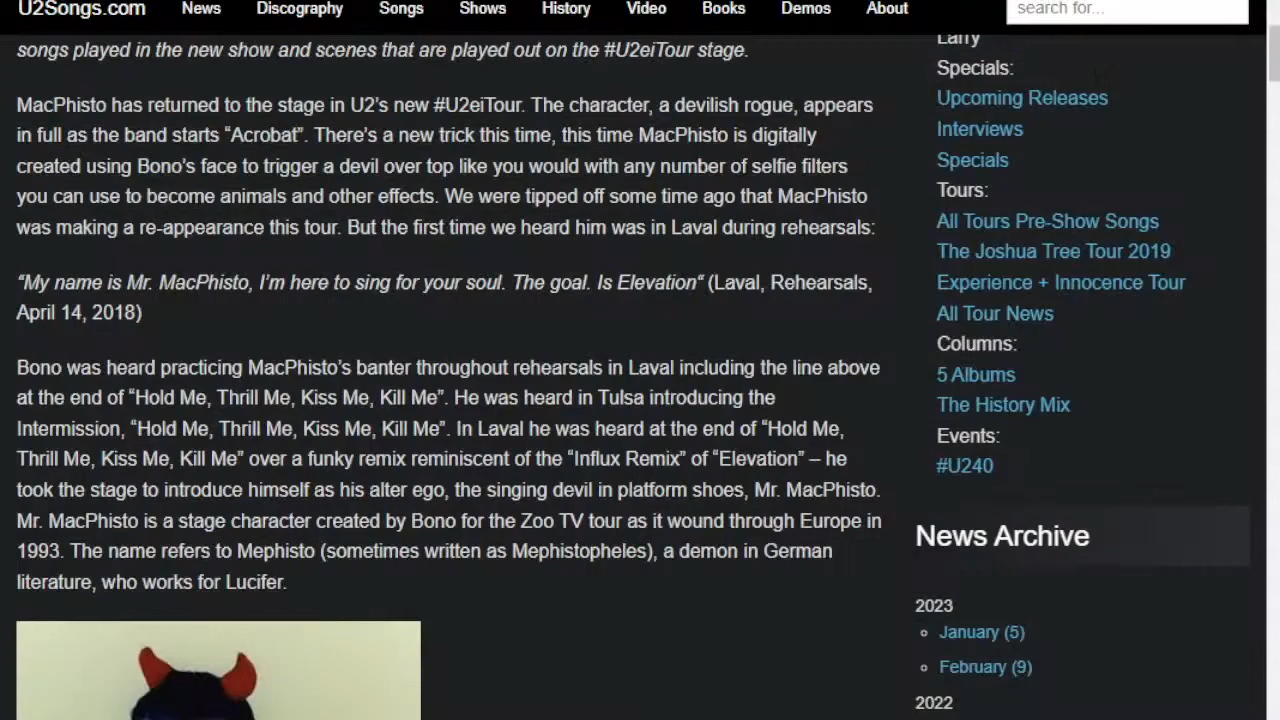 U2Songs.com
News
Discography
Songs
Shows
History
Video
Books
Demos
About
search for...
songs played in the new show and scenes that are played out on the #U2eiTour stage.
MacPhisto has returned to the stage in U2's new #U2eiTour. The character, a devilish rogue, appears
in full as the band starts “Acrobat”. There's a new trick this time, this time MacPhisto is digitally
created using Bono's face to trigger a devil over top like you would with any number of selfie filters
you can use to become animals and other effects. We were tipped off some time ago that MacPhisto
was making a re-appearance this tour. But the first time we heard him was in Laval during rehearsals:
“My name is Mr. MacPhisto, I'm here to sing for your soul. The goal. Is Elevation“ (Laval, Rehearsals,
April 14, 2018)
Bono was heard practicing MacPhisto's banter throughout rehearsals in Laval including the line above
at the end of “Hold Me, Thrill Me, Kiss Me, Kill Me”. He was heard in Tulsa introducing the
Intermission, “Hold Me, Thrill Me, Kiss Me, Kill Me”. In Laval he was heard at the end of “Hold Me,
Thrill Me, Kiss Me, Kill Me” over a funky remix reminiscent of the “Influx Remix” of “Elevation” – he
took the stage to introduce himself as his alter ego, the singing devil in platform shoes, Mr. MacPhisto.
Mr. MacPhisto is a stage character created by Bono for the Zoo TV tour as it wound through Europe in
1993. The name refers to Mephisto (sometimes written as Mephistopheles), a demon in German
literature, who works for Lucifer.
Larry
Specials:
Upcoming Releases
Interviews
Specials
Tours:
All Tours Pre-Show Songs
The Joshua Tree Tour 2019
Experience + Innocence Tour
All Tour News
Columns:
5 Albums
The History Mix
Events:
#U240
News Archive
2023
January (5)
February (9)
2022